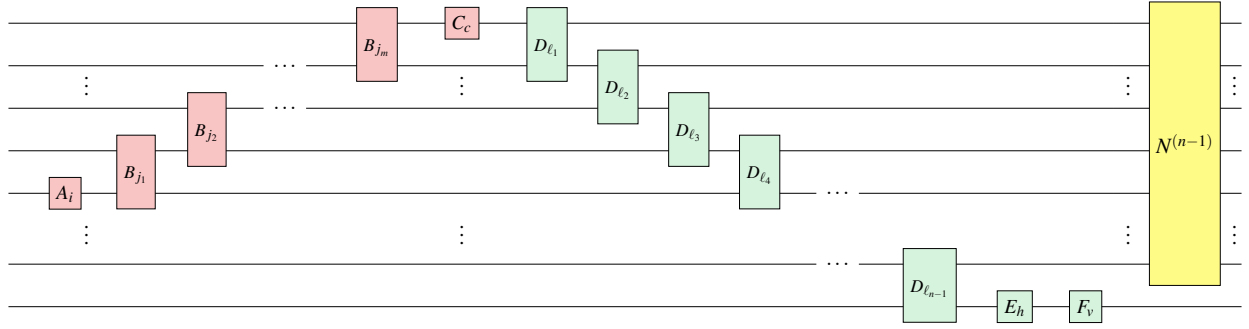 B_{j_m} C_c D_{ℓ_1}
⋯ ⋮ ⋮ D_{ℓ_2} ⋮ ⋮
B_{j_2} ⋯ D_{ℓ_3}
B_{j_1} D_{ℓ_4} N^{(n−1)}
A_i ⋯
⋮ ⋮ ⋮ ⋮
⋯
D_{ℓ_{n−1}} E_h F_v